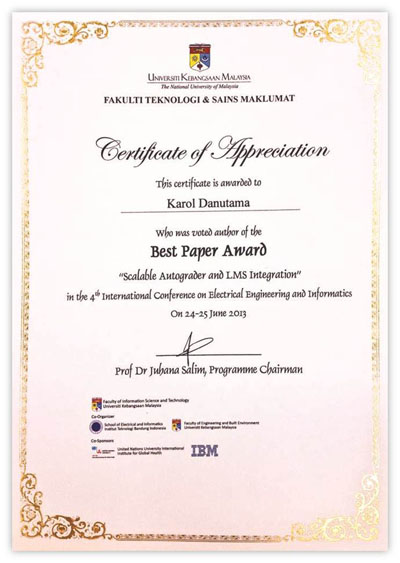 UNIVERSITI KEBANGSAAN MALAYSIA
The National University of Malaysia
FAKULTI TEKNOLOGI & SAINS MAKLUMAT
Certificate of Appreciation
This certificate is awarded to
Karol Danutama
Who was voted author of the
Best Paper Award
“Scalable Autograder and LMS Integration”
in the 4th International Conference on Electrical Engineering and Informatics
On 24-25 June 2013
Prof Dr Juhana Salim, Programme Chairman
Faculty of Information Science and Technology
Universiti Kebangsaan Malaysia
Co-Organizer
School of Electrical and Informatics
Institut Teknologi Bandung Indonesia
Faculty of Engineering and Built Environment
Universiti Kebangsaan Malaysia
Co-Sponsors
United Nations University International
Institute for Global Health
IBM